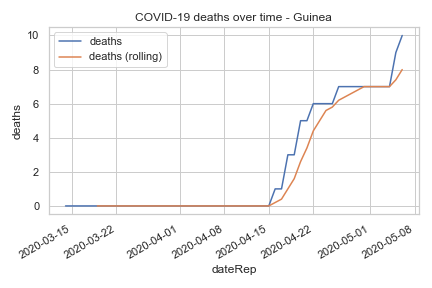 COVID-19 deaths over time - Guinea
deaths
deaths (rolling)
10
8
6
4
2
0
deaths
2020-03-15
2020-03-22
2020-04-01
2020-04-08
2020-04-15
2020-04-22
2020-05-01
2020-05-08
dateRep